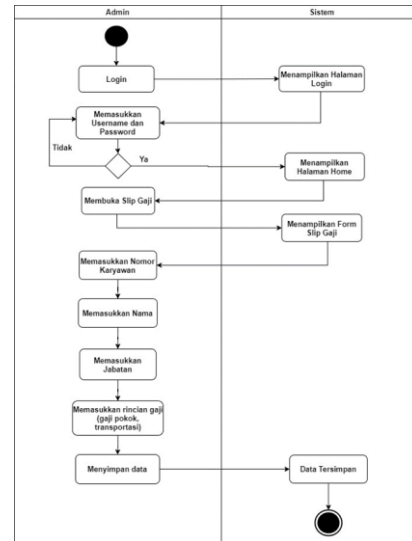 Admin
Sistem
Login
Menampilkan Halaman
Login
Memasukkan
Username dan
Password
Tidak
Ya
Menampilkan
Halaman Home
Membuka Slip Gaji
Menampilkan Form
Slip Gaji
Memasukkan Nomor
Karyawan
Memasukkan Nama
Memasukkan
Jabatan
Memasukkan rincian gaji
(gaji pokok,
transportasi)
Menyimpan data
Data Tersimpan